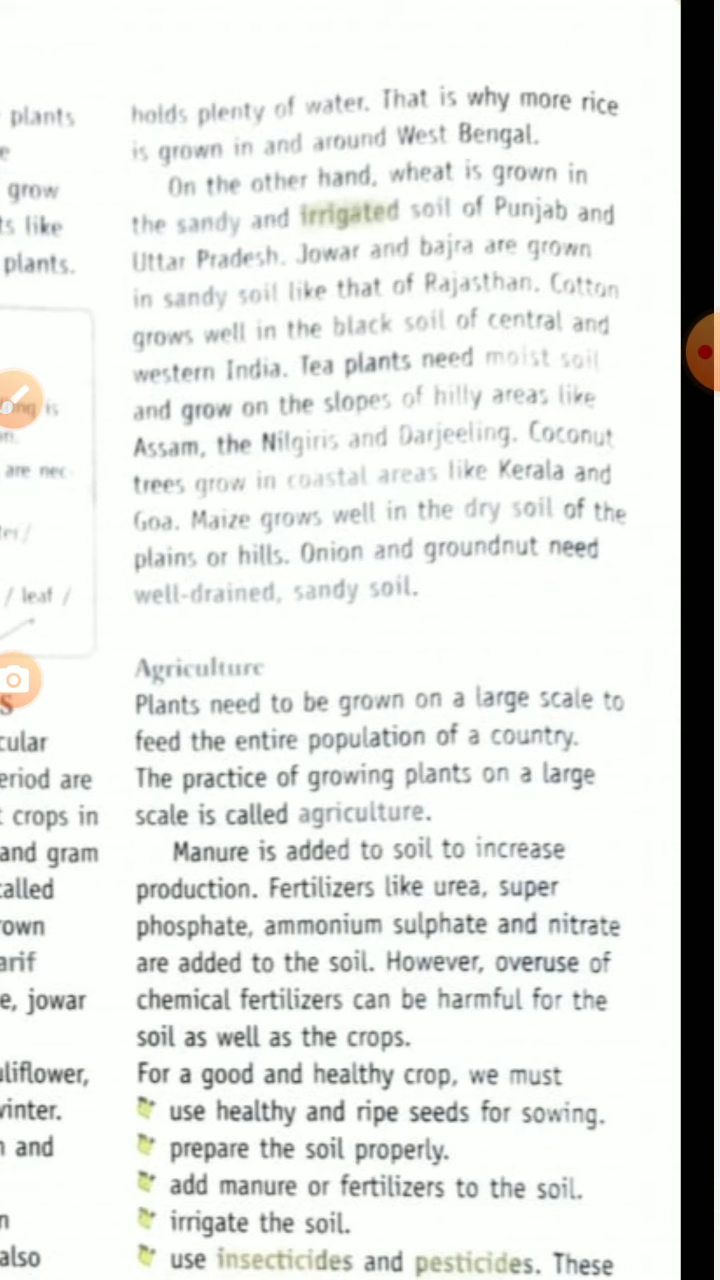 plants
e
grow
ts like
plants.
is
on.
are nec
/ leaf /
S
cular
eriod are
t crops in
and gram
called
own
arif
e, jowar
uliflower,
vinter.
n and
n
also
holds plenty of water. That is why more rice
is grown in and around West Bengal.
On the other hand, wheat is grown in
the sandy and irrigated soil of Punjab and
Uttar Pradesh. Jowar and bajra are grown
in sandy soil like that of Rajasthan. Cotton
grows well in the black soil of central and
western India. Tea plants need moist soil
and grow on the slopes of hilly areas like
Assam, the Nilgiris and Darjeeling. Coconut
trees grow in coastal areas like Kerala and
Goa. Maize grows well in the dry soil of the
plains or hills. Onion and groundnut need
well-drained, sandy soil.
Agriculture
Plants need to be grown on a large scale to
feed the entire population of a country.
The practice of growing plants on a large
scale is called agriculture.
Manure is added to soil to increase
production. Fertilizers like urea, super
phosphate, ammonium sulphate and nitrate
are added to the soil. However, overuse of
chemical fertilizers can be harmful for the
soil as well as the crops.
For a good and healthy crop, we must
use healthy and ripe seeds for sowing.
prepare the soil properly.
add manure or fertilizers to the soil.
irrigate the soil.
use insecticides and pesticides. These